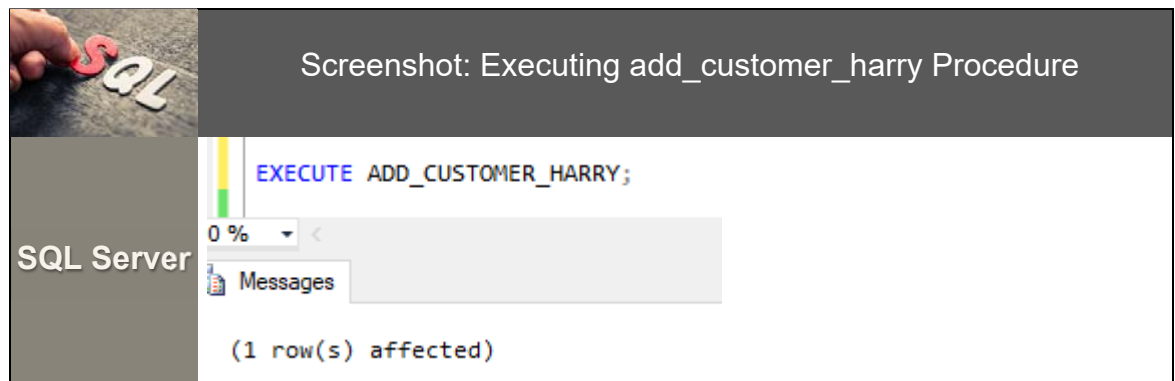 SQL
Screenshot: Executing add_customer_harry Procedure
SQL Server
EXECUTE ADD_CUSTOMER_HARRY;
0 %
Messages
(1 row(s) affected)